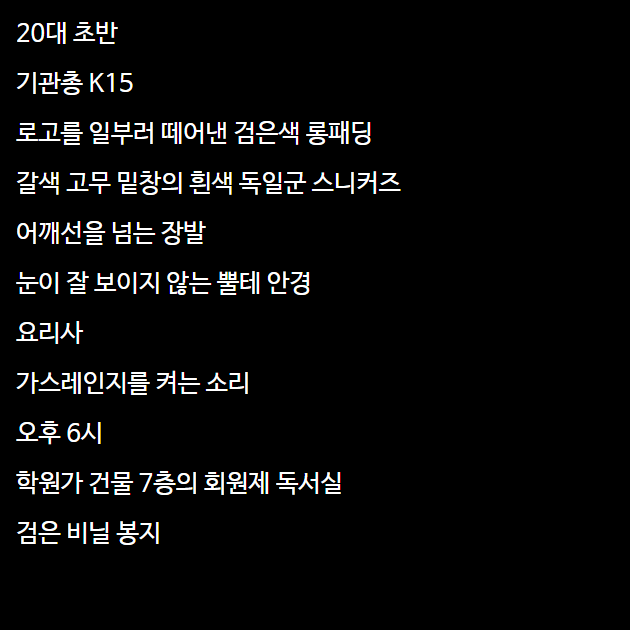 20대 초반
기관총 K15
로고를 일부러 떼어낸 검은색 롱패딩
갈색 고무 밑창의 흰색 독일군 스니커즈
어깨선을 넘는 장발
눈이 잘 보이지 않는 뿔테 안경
요리사
가스레인지를 켜는 소리
오후 6시
학원가 건물 7층의 회원제 독서실
검은 비닐 봉지